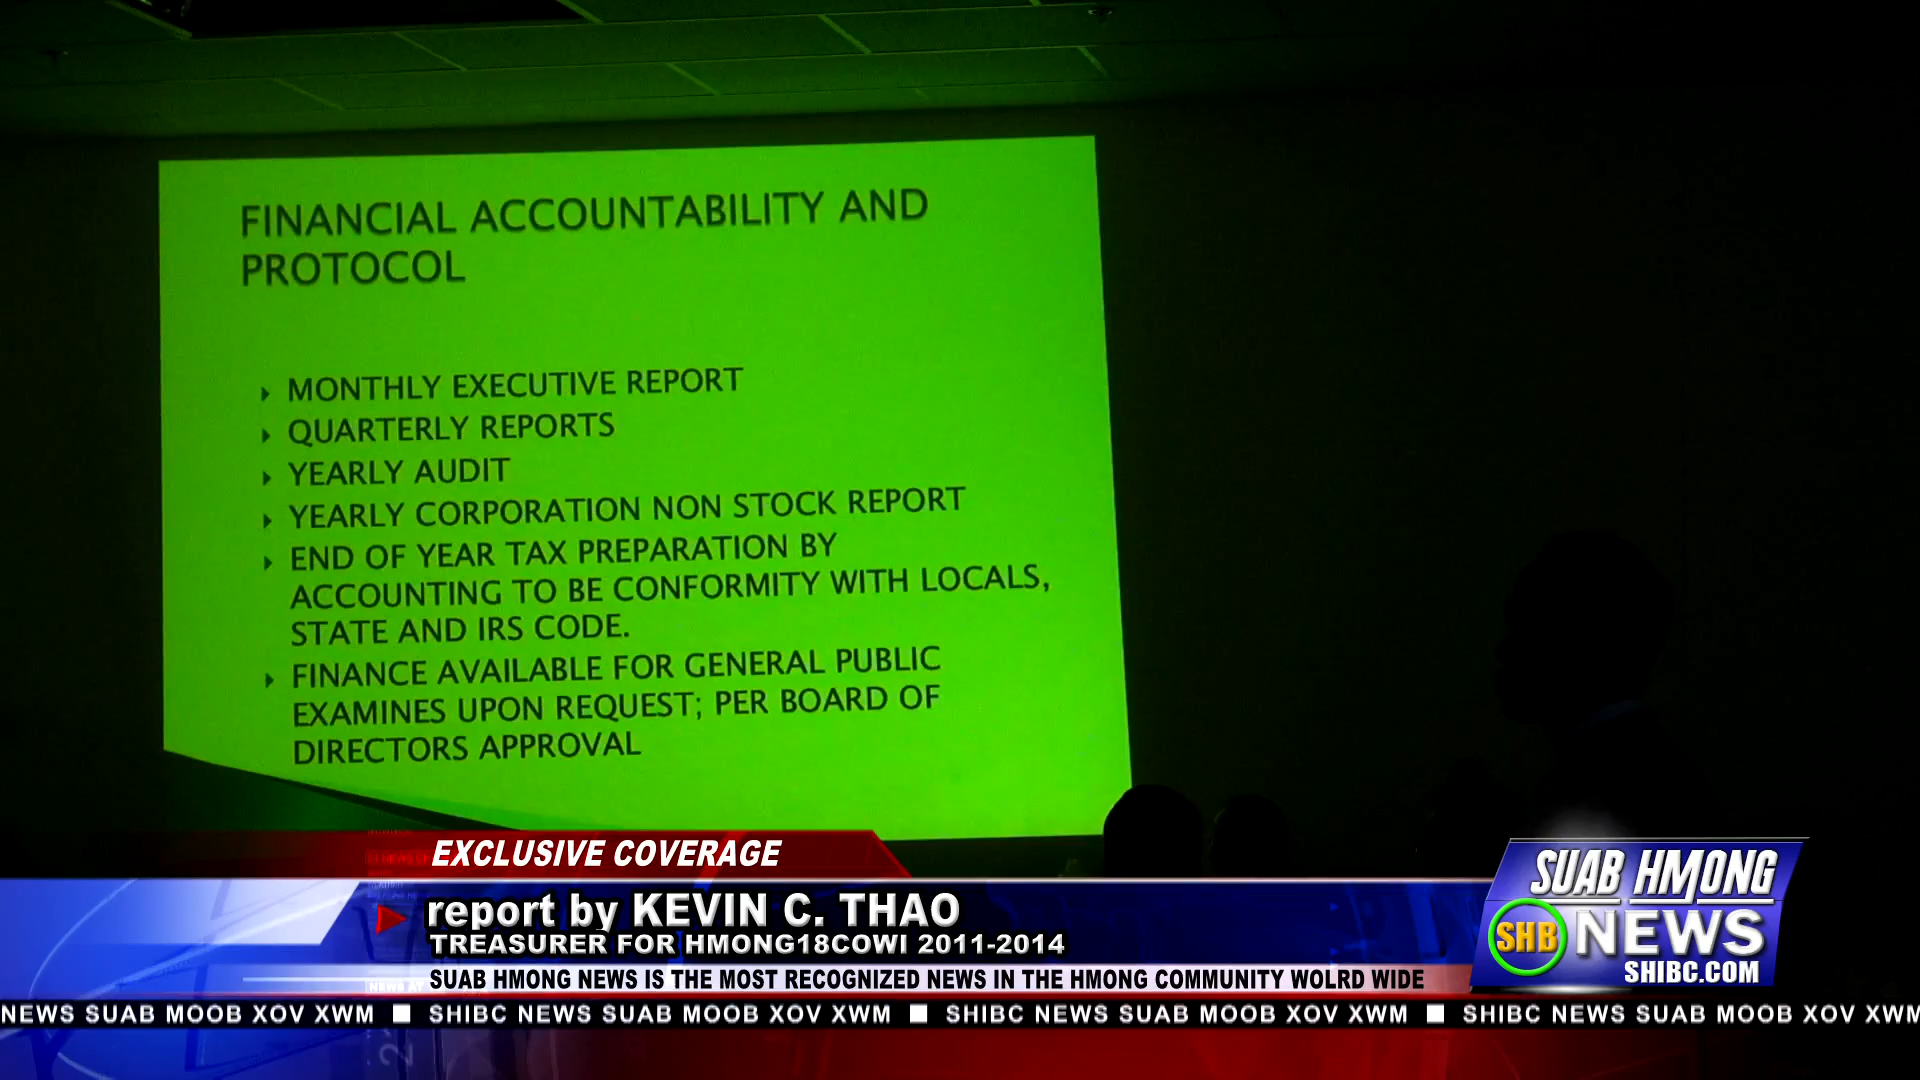 FINANCIAL ACCOUNTABILITY AND
PROTOCOL
MONTHLY EXECUTIVE REPORT
QUARTERLY REPORTS
YEARLY AUDIT
YEARLY CORPORATION NON STOCK REPORT
END OF YEAR TAX PREPARATION BY
ACCOUNTING TO BE CONFORMITY WITH LOCALS,
STATE AND IRS CODE.
FINANCE AVAILABLE FOR GENERAL PUBLIC
EXAMINES UPON REQUEST; PER BOARD OF
DIRECTORS APPROVAL
EXCLUSIVE COVERAGE
report by KEVIN C. THAO
TREASURER FOR HMONG18COWI 2011-2014
SUAB HMONG NEWS IS THE MOST RECOGNIZED NEWS IN THE HMONG COMMUNITY WOLRD WIDE
SUAB HMONG
SHB NEWS
SHIBC.COM
NEWS SUAB MOOB XOV XWM ■ SHIBC NEWS SUAB MOOB XOV XWM ■ SHIBC NEWS SUAB MOOB XOV XWM ■ SHIBC NEWS SUAB MOOB XOV XWM